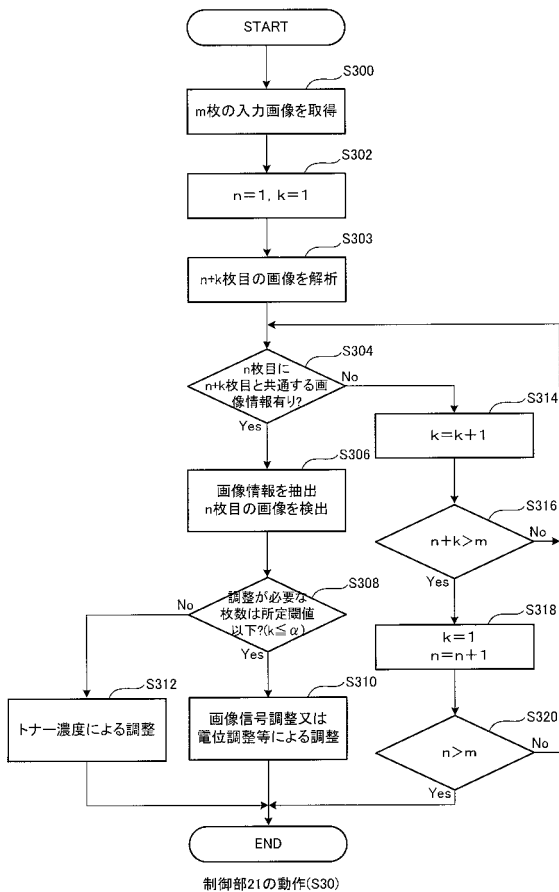 START
S300
m枚の入力画像を取得
S302
n=1, k=1
S303
n+k枚目の画像を解析
S304
n枚目に
n+k枚目と共通する画
像情報有り?
No
Yes
S314
k=k+1
S306
画像情報を抽出
n枚目の画像を検出
S316
n+k>m
No
Yes
S308
調整が必要な
枚数は所定閾値
以下?(k≦α)
No
Yes
S318
k=1
n=n+1
S312
トナー濃度による調整
S310
画像信号調整又は
電位調整等による調整
S320
n>m
No
Yes
END
制御部21の動作(S30)